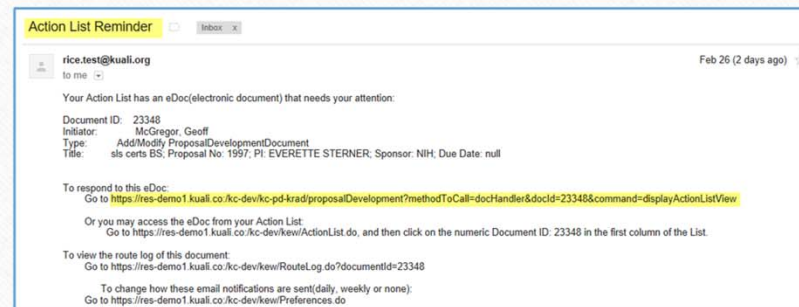 Action List Reminder
Inbox x
rice.test@kuali.org
Feb 26 (2 days ago)
to me
Your Action List has an eDoc(electronic document) that needs your attention:
Document ID: 23348
Initiator: McGregor, Geoff
Type: Add/Modify ProposalDevelopmentDocument
Title: sls certs BS; Proposal No: 1997; PI: EVERETTE STERNER; Sponsor: NIH; Due Date: null
To respond to this eDoc:
Go to https://res-demo1.kuali.co:/kc-dev/kc-pd-krad/proposalDevelopment?methodToCall=docHandler&docId=23348&command=displayActionListView
Or you may access the eDoc from your Action List:
Go to https://res-demo1.kuali.co:/kc-dev/kew/ActionList.do, and then click on the numeric Document ID: 23348 in the first column of the List.
To view the route log of this document:
Go to https://res-demo1.kuali.co:/kc-dev/kew/RouteLog.do?documentId=23348
To change how these email notifications are sent(daily, weekly or none):
Go to https://res-demo1.kuali.co:/kc-dev/kew/Preferences.do